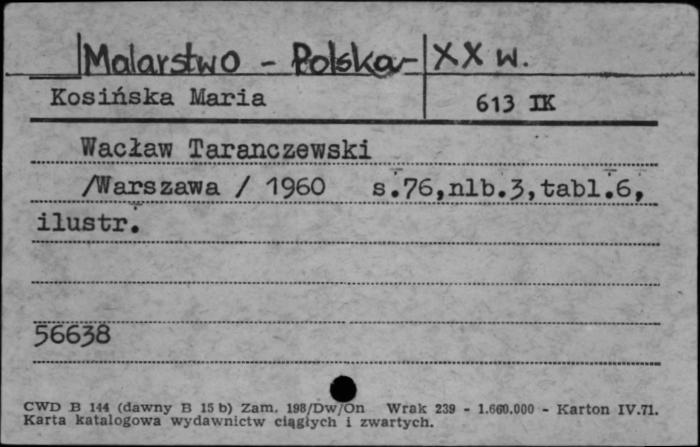 Malarstwo - Polska - XX w.
Kosińska Maria 613 IK
Wacław Taranczewski
/Warszawa / 1960 s.76,nlb.3,tabl.6,
ilustr.
56638
CWD B 144 (dawny B 15 b) Zam. 198/Dw/On Wrak 239 - 1.660.000 - Karton IV.71.
Karta katalogowa wydawnictw ciągłych i zwartych.